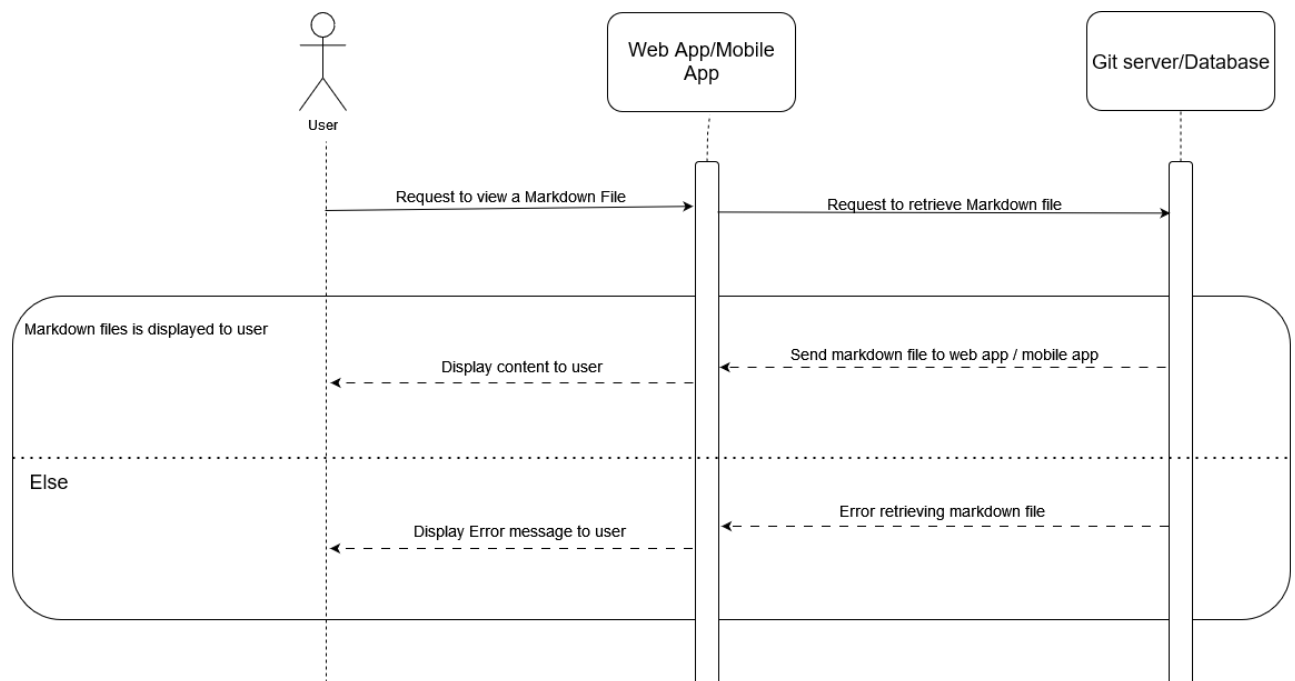 Web App/Mobile
App
Git server/Database
User
Request to view a Markdown File
Request to retrieve Markdown file
Markdown files is displayed to user
Send markdown file to web app / mobile app
Display content to user
Else
Error retrieving markdown file
Display Error message to user